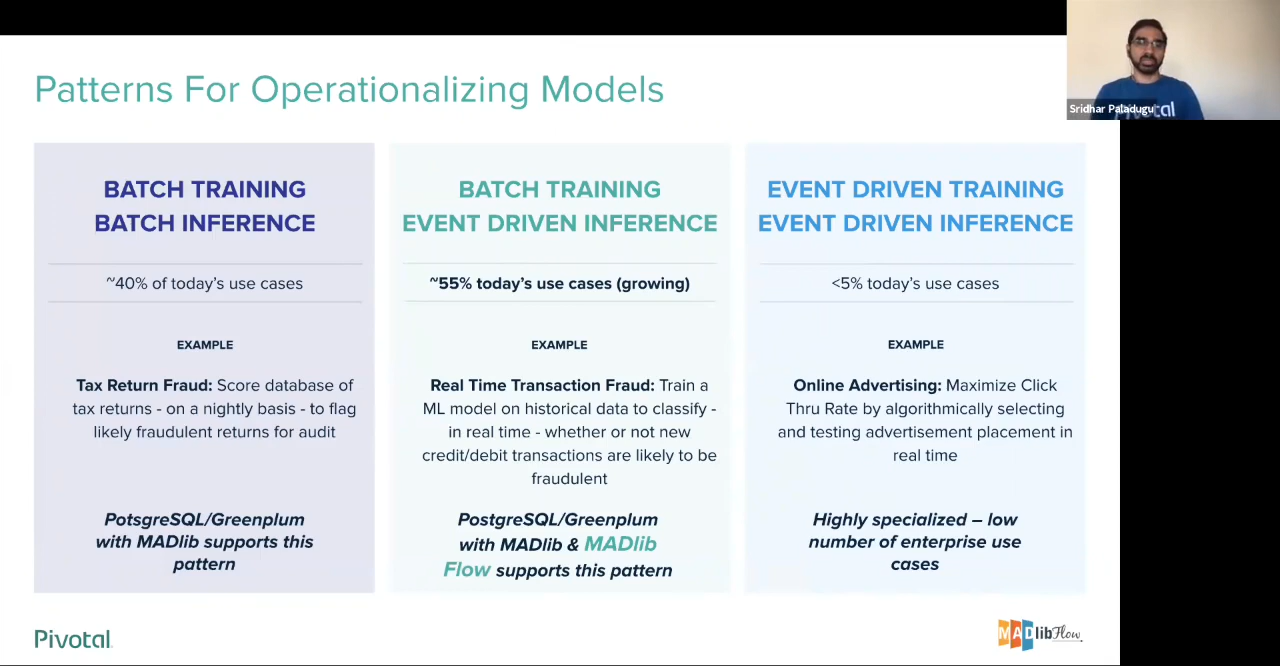 Patterns For Operationalizing Models
Sridhar Paladugu
BATCH TRAINING
BATCH INFERENCE
~40% of today's use cases
EXAMPLE
Tax Return Fraud: Score database of
tax returns - on a nightly basis - to flag
likely fraudulent returns for audit
PotsgreSQL/Greenplum
with MADlib supports this
pattern
BATCH TRAINING
EVENT DRIVEN INFERENCE
~55% today's use cases (growing)
EXAMPLE
Real Time Transaction Fraud: Train a
ML model on historical data to classify -
in real time - whether or not new
credit/debit transactions are likely to be
fraudulent
PostgreSQL/Greenplum
with MADlib & MADlib
Flow supports this pattern
EVENT DRIVEN TRAINING
EVENT DRIVEN INFERENCE
<5% today's use cases
EXAMPLE
Online Advertising: Maximize Click
Thru Rate by algorithmically selecting
and testing advertisement placement in
real time
Highly specialized – low
number of enterprise use
cases
Pivotal
MADlibFlow